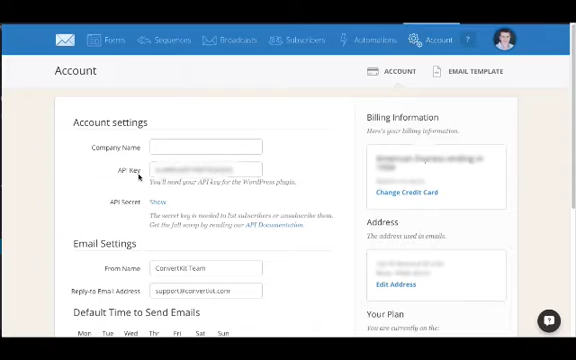 Forms Sequences Broadcasts Subscribers Automations Account ?
Account
ACCOUNT EMAIL TEMPLATE
Account settings
Company Name
API Key
You'll need your API key for the WordPress plugin.
API Secret Show
The secret key is needed to list subscribers or unsubscribe them.
Get the full scoop by reading our API Documentation.
Email Settings
From Name ConvertKit Team
Reply-to Email Address support@convertkit.com
Default Time to Send Emails
Mon Tue Wed Thu Fri Sat Sun
Billing Information
Here's your billing information.
American Express ending in
Change Credit Card
Address
The address used in emails.
Edit Address
Your Plan
You are currently on the: